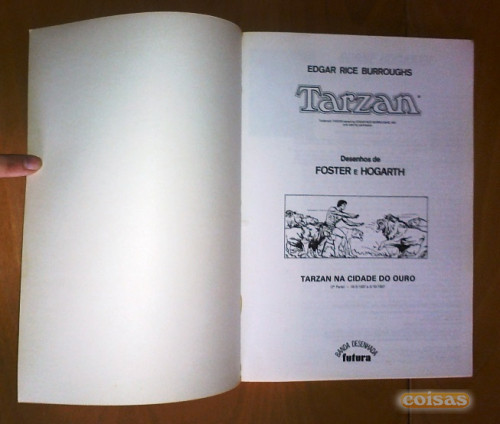 EDGAR RICE BURROUGHS
Tarzan
Desenhos de
FOSTER E HOGARTH
TARZAN NA CIDADE DO OURO
BANDA DESENHADA
futura
coisas